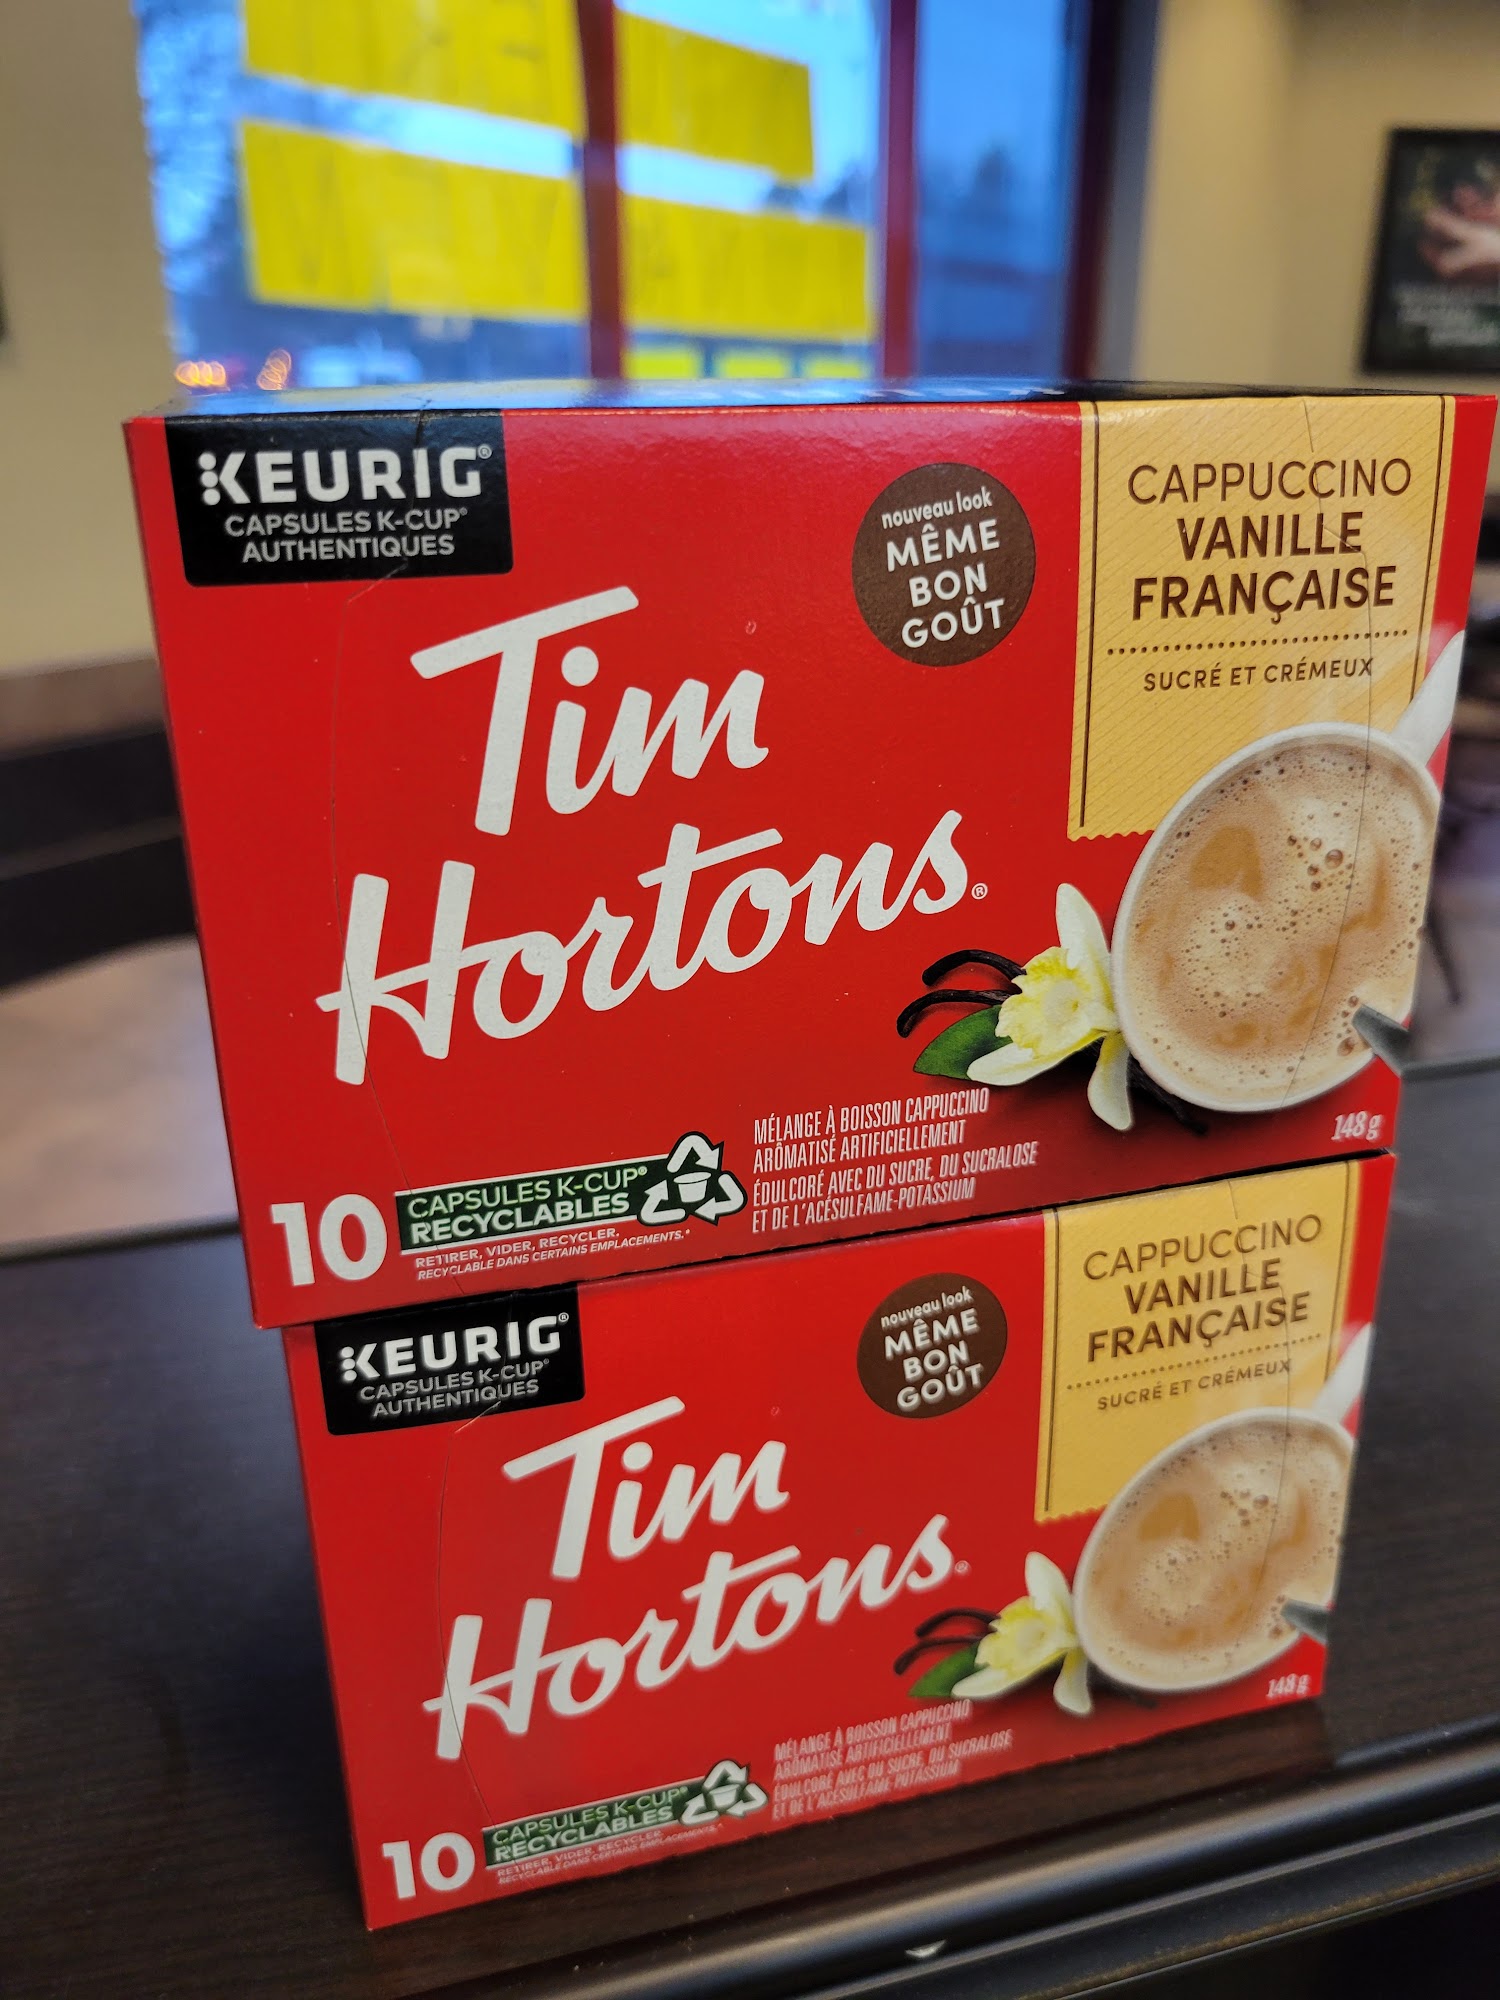 KEURIG®
CAPSULES K-CUP®
AUTHENTIQUES
nouveau look
MÊME
BON
GOÛT
CAPPUCCINO
VANILLE
FRANÇAISE
SUCRÉ ET CRÉMEUX
Tim
Hortons®
MÉLANGE À BOISSON CAPPUCCINO
ARÔMATISÉ ARTIFICIELLEMENT
ÉDULCORÉ AVEC DU SUCRE, DU SUCRALOSE
ET DE L'ACÉSULFAME-POTASSIUM
148 g
10
CAPSULES K-CUP®
RECYCLABLES
RETIRER, VIDER, RECYCLER.
RECYCLABLE DANS CERTAINS EMPLACEMENTS.*
KEURIG®
CAPSULES K-CUP®
AUTHENTIQUES
nouveau look
MÊME
BON
GOÛT
CAPPUCCINO
VANILLE
FRANÇAISE
SUCRÉ ET CRÉMEUX
Tim
Hortons®
MÉLANGE À BOISSON CAPPUCCINO
ARÔMATISÉ ARTIFICIELLEMENT
ÉDULCORÉ AVEC DU SUCRE, DU SUCRALOSE
ET DE L'ACÉSULFAME-POTASSIUM
148 g
10
CAPSULES K-CUP®
RECYCLABLES
RETIRER, VIDER, RECYCLER.
RECYCLABLE DANS CERTAINS EMPLACEMENTS.*